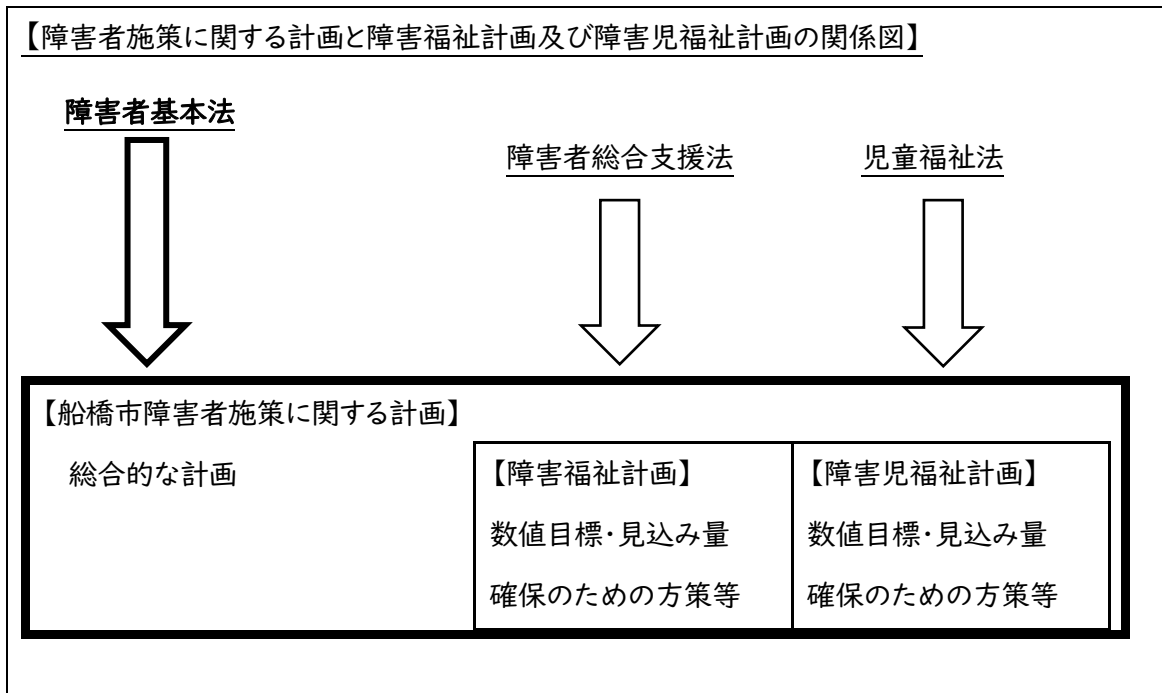 【障害者施策に関する計画と障害福祉計画及び障害児福祉計画の関係図】
障害者基本法
障害者総合支援法
児童福祉法
【船橋市障害者施策に関する計画】
総合的な計画
【障害福祉計画】
数値目標・見込み量
確保のための方策等
【障害児福祉計画】
数値目標・見込み量
確保のための方策等